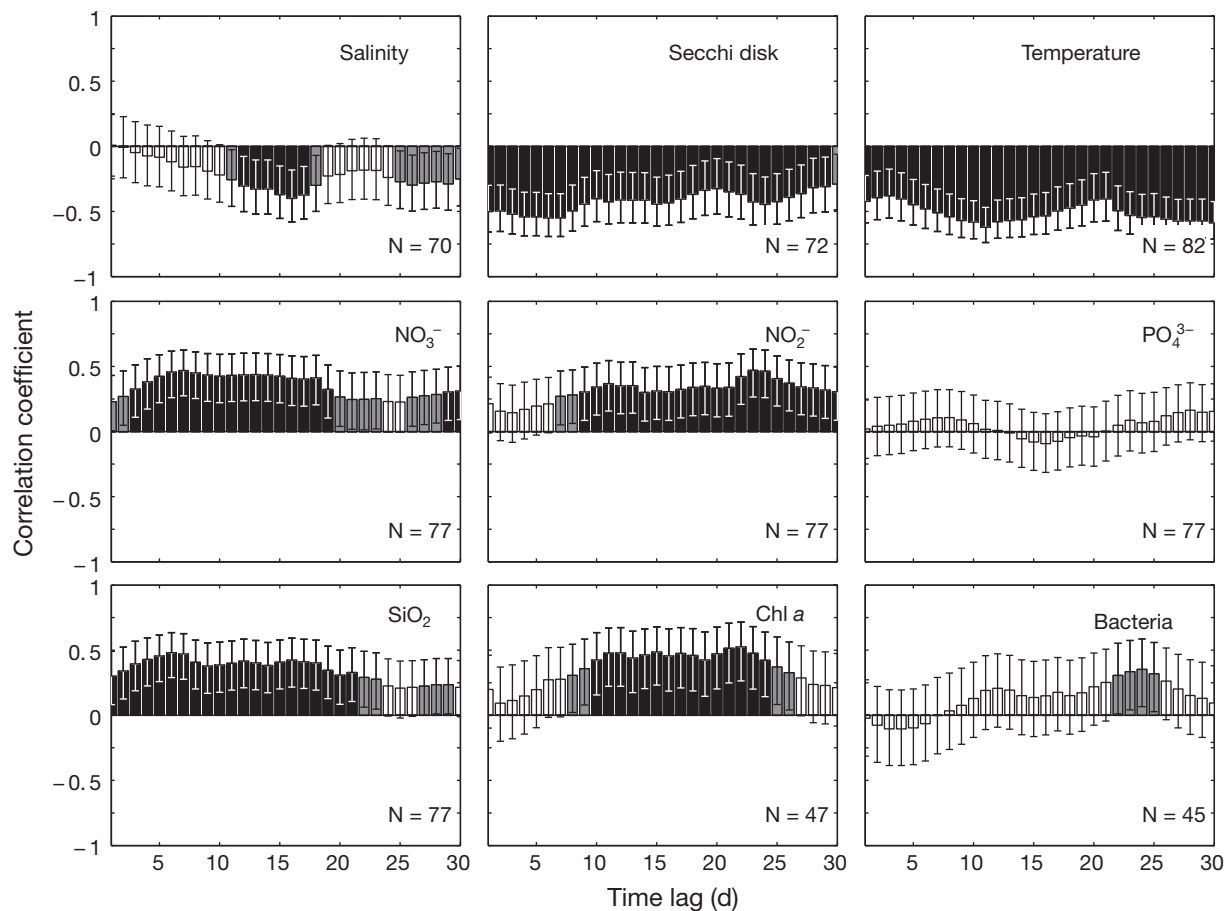 Correlation coefficient
1
0.5
0
−0.5
−1
Salinity
N = 70
Secchi disk
N = 72
Temperature
N = 82
1
0.5
0
−0.5
−1
NO₃⁻
N = 77
NO₂⁻
N = 77
PO₄³⁻
N = 77
1
0.5
0
−0.5
−1
SiO₂
N = 77
Chl a
N = 47
Bacteria
N = 45
5 10 15 20 25 30
5 10 15 20 25 30
5 10 15 20 25 30
Time lag (d)